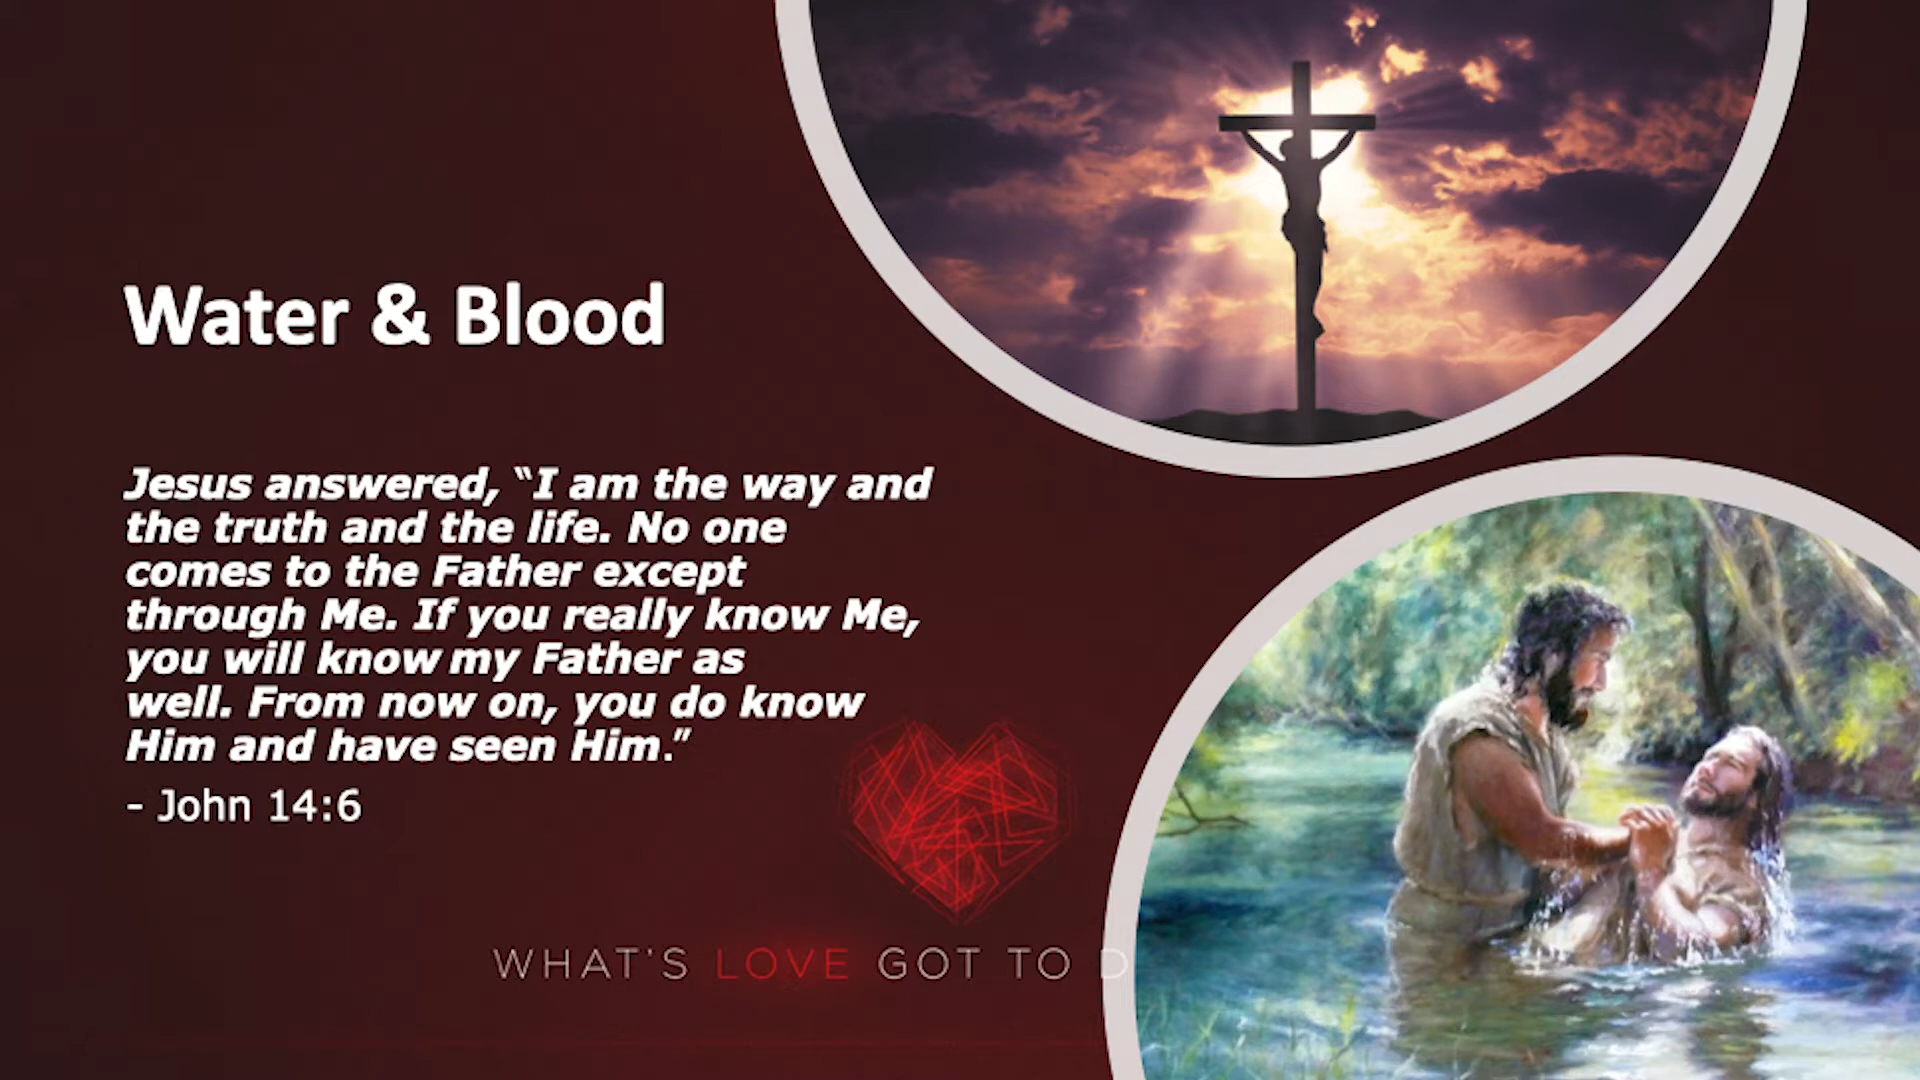 Water & Blood
Jesus answered, “I am the way and
the truth and the life. No one
comes to the Father except
through Me. If you really know Me,
you will know my Father as
well. From now on, you do know
Him and have seen Him.”
- John 14:6
WHAT'S LOVE GOT TO D